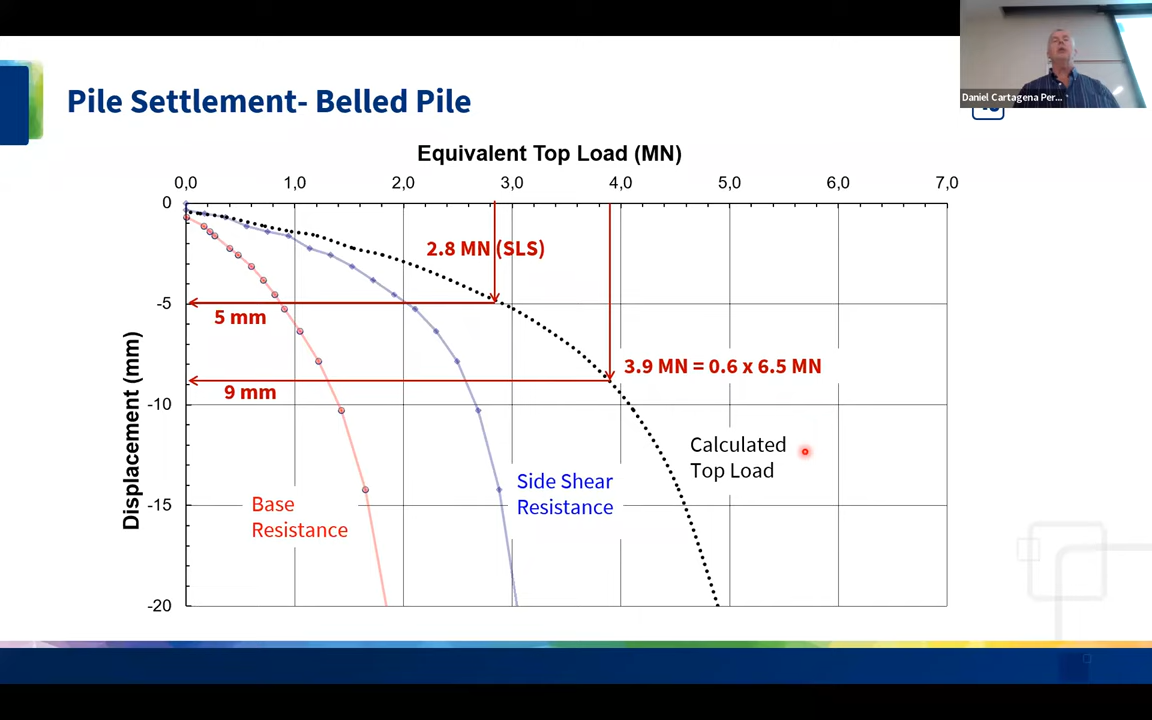 Pile Settlement- Belled Pile
Daniel Cartagena Per...
Equivalent Top Load (MN)
0,0 1,0 2,0 3,0 4,0 5,0 6,0 7,0
0
2.8 MN (SLS)
-5
5 mm
3.9 MN = 0.6 x 6.5 MN
9 mm
-10
Displacement (mm)
Calculated
Top Load
Side Shear
Resistance
Base
Resistance
-15
-20